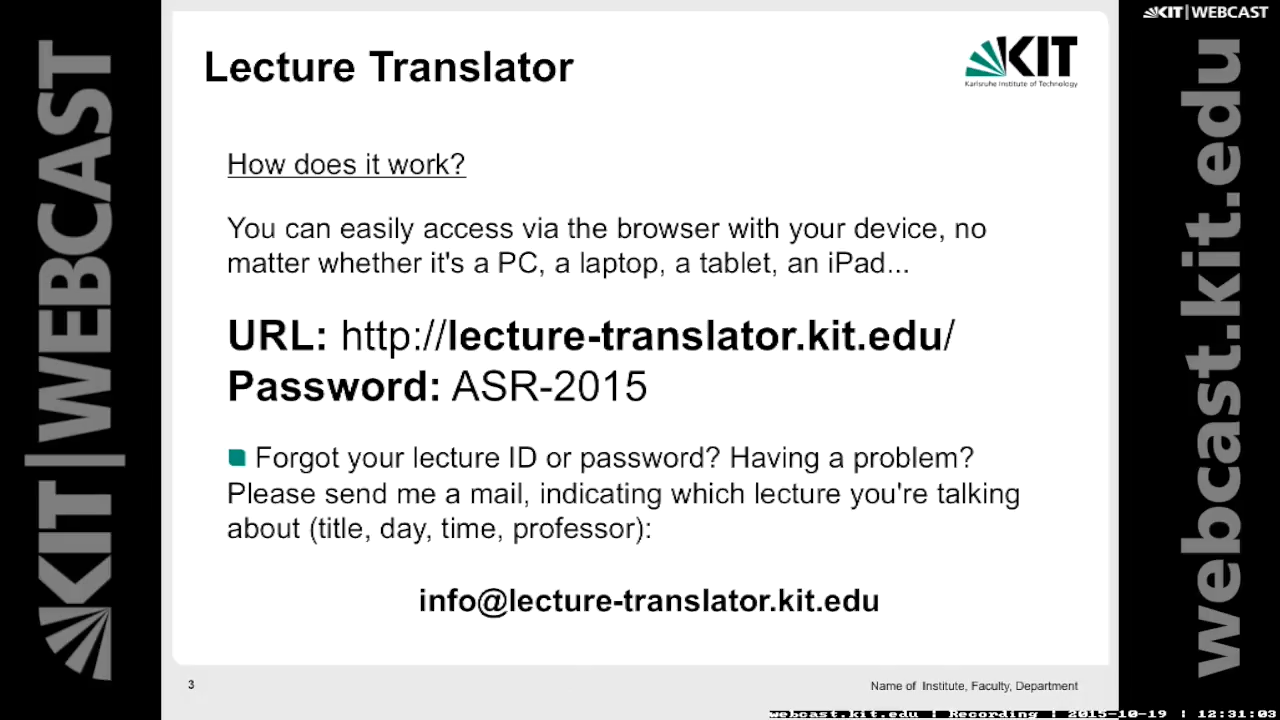 KIT|WEBCAST
KIT|WEBCAST
Lecture Translator
KIT
Karlsruhe Institute of Technology
How does it work?
You can easily access via the browser with your device, no
matter whether it's a PC, a laptop, a tablet, an iPad...
URL: http://lecture-translator.kit.edu/
Password: ASR-2015
Forgot your lecture ID or password? Having a problem?
Please send me a mail, indicating which lecture you're talking
about (title, day, time, professor):
info@lecture-translator.kit.edu
3
Name of Institute, Faculty, Department
webcast.kit.edu
webcast.kit.edu | Recording | 2015-10-19 | 12:31:03